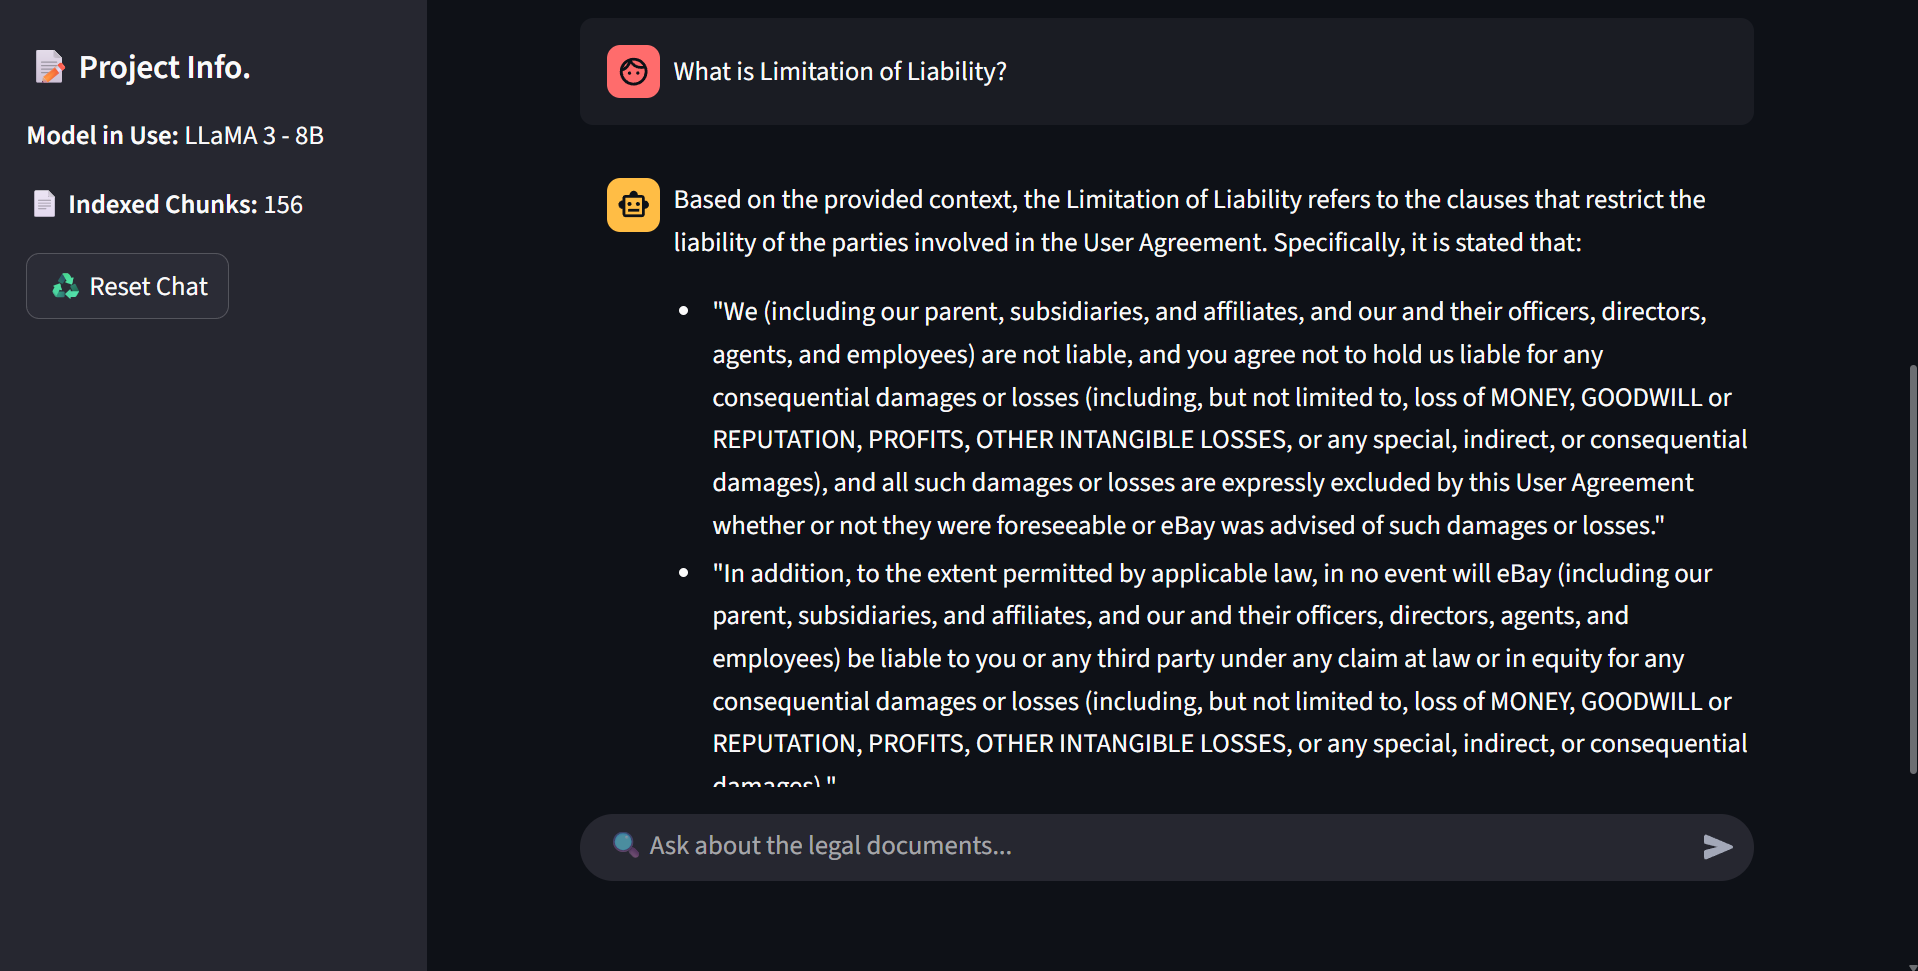 Project Info.
Model in Use: LLaMA 3 - 8B
Indexed Chunks: 156
Reset Chat
What is Limitation of Liability?
Based on the provided context, the Limitation of Liability refers to the clauses that restrict the
liability of the parties involved in the User Agreement. Specifically, it is stated that:
• "We (including our parent, subsidiaries, and affiliates, and our and their officers, directors,
agents, and employees) are not liable, and you agree not to hold us liable for any
consequential damages or losses (including, but not limited to, loss of MONEY, GOODWILL or
REPUTATION, PROFITS, OTHER INTANGIBLE LOSSES, or any special, indirect, or consequential
damages), and all such damages or losses are expressly excluded by this User Agreement
whether or not they were foreseeable or eBay was advised of such damages or losses."
• "In addition, to the extent permitted by applicable law, in no event will eBay (including our
parent, subsidiaries, and affiliates, and our and their officers, directors, agents, and
employees) be liable to you or any third party under any claim at law or in equity for any
consequential damages or losses (including, but not limited to, loss of MONEY, GOODWILL or
REPUTATION, PROFITS, OTHER INTANGIBLE LOSSES, or any special, indirect, or consequential
damages)."
Ask about the legal documents...